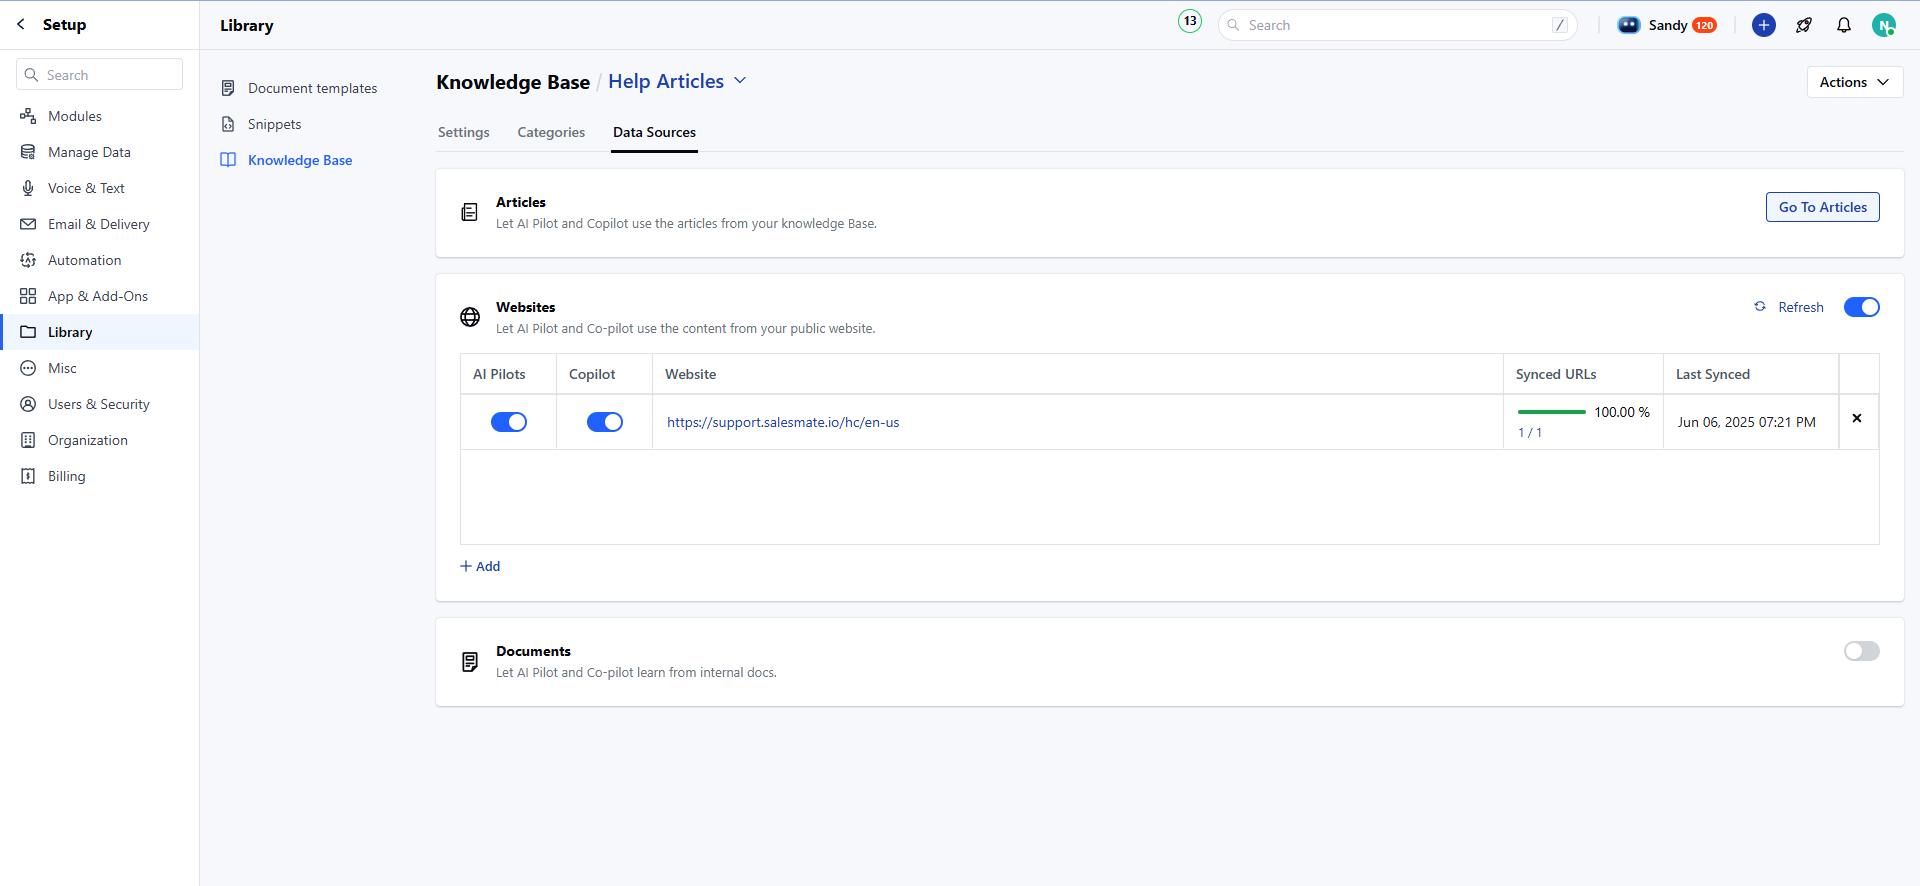 Setup
Library
13
Search
/
Sandy 120
N
Search
Modules
Manage Data
Voice & Text
Email & Delivery
Automation
App & Add-Ons
Library
Misc
Users & Security
Organization
Billing
Document templates
Snippets
Knowledge Base
Knowledge Base / Help Articles
Actions
Settings Categories Data Sources
Articles
Let AI Pilot and Copilot use the articles from your knowledge Base.
Go To Articles
Websites
Let AI Pilot and Co-pilot use the content from your public website.
Refresh
AI Pilots Copilot Website Synced URLs Last Synced
https://support.salesmate.io/hc/en-us
100.00 %
1 / 1
Jun 06, 2025 07:21 PM
+ Add
Documents
Let AI Pilot and Co-pilot learn from internal docs.